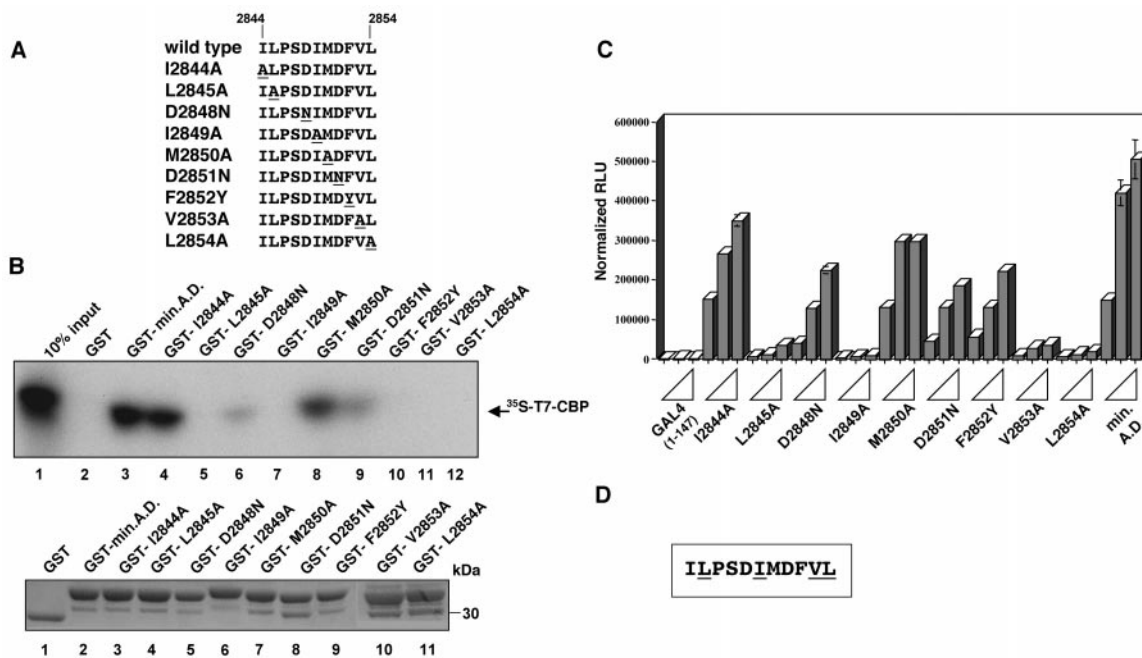 A
2844 2854
wild type ILPSDIMDFVL
I2844A ALPSDIMDFVL
L2845A IAPSDIMDFVL
D2848N ILPSNIMDFVL
I2849A ILPSDAMDFVL
M2850A ILPSDIADFVL
D2851N ILPSDIMNFVL
F2852Y ILPSDIMDYVL
V2853A ILPSDIMDFAL
L2854A ILPSDIMDFVA
B
10% input
GST
GST- min.A.D.
GST- I2844A
GST- L2845A
GST- D2848N
GST- I2849A
GST- M2850A
GST- D2851N
GST- F2852Y
GST- V2853A
GST- L2854A
35S-T7-CBP
1 2 3 4 5 6 7 8 9 10 11 12
GST
GST-min.A.D.
GST- I2844A
GST- L2845A
GST- D2848N
GST- I2849A
GST- M2850A
GST- D2851N
GST- F2852Y
GST- V2853A
GST- L2854A
kDa
30
1 2 3 4 5 6 7 8 9 10 11
C
Normalized RLU
600000
500000
400000
300000
200000
100000
0
GAL4
(1-147)
I2844A
L2845A
D2848N
I2849A
M2850A
D2851N
F2852Y
V2853A
L2854A
min.
A.D.
D
ILPSDIMDFVL